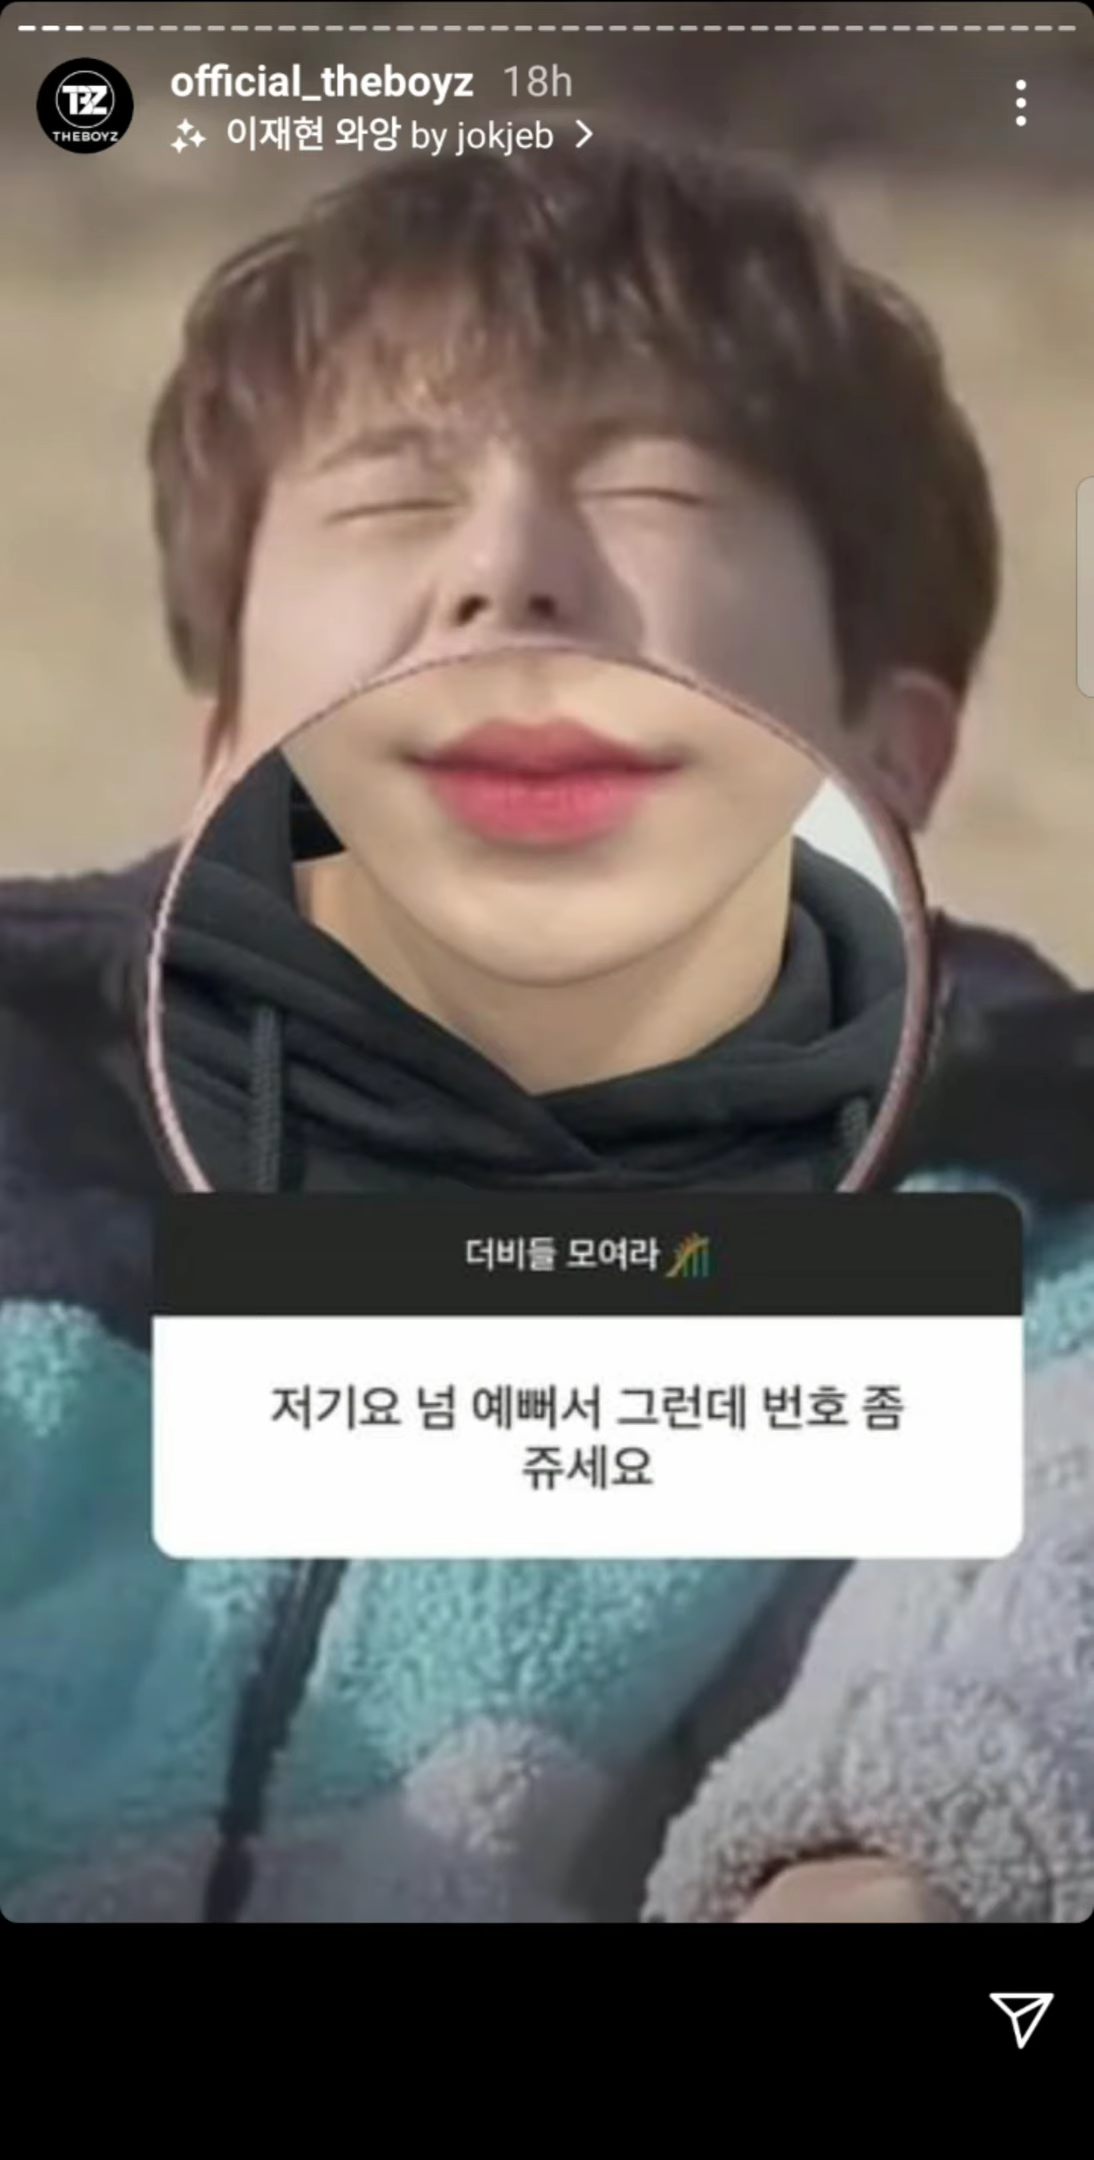 official_theboyz 18h
이재현 와앙 by jokjeb
TBZ
THEBOYZ
더비들 모여라
저기요 넘 예뻐서 그런데 번호 좀
쥬세요